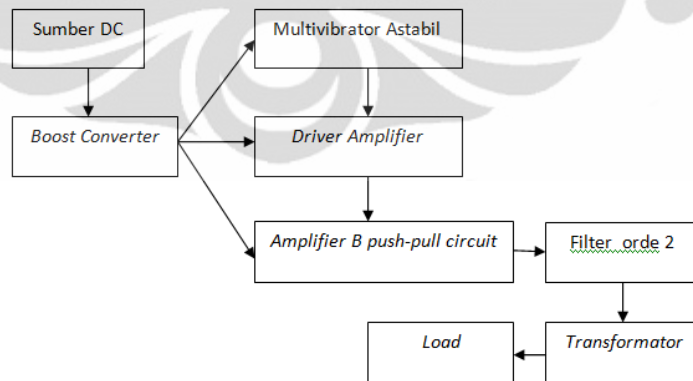 Sumber DC
Multivibrator Astabil
Boost Converter
Driver Amplifier
Amplifier B push-pull circuit
Filter orde 2
Load
Transformator